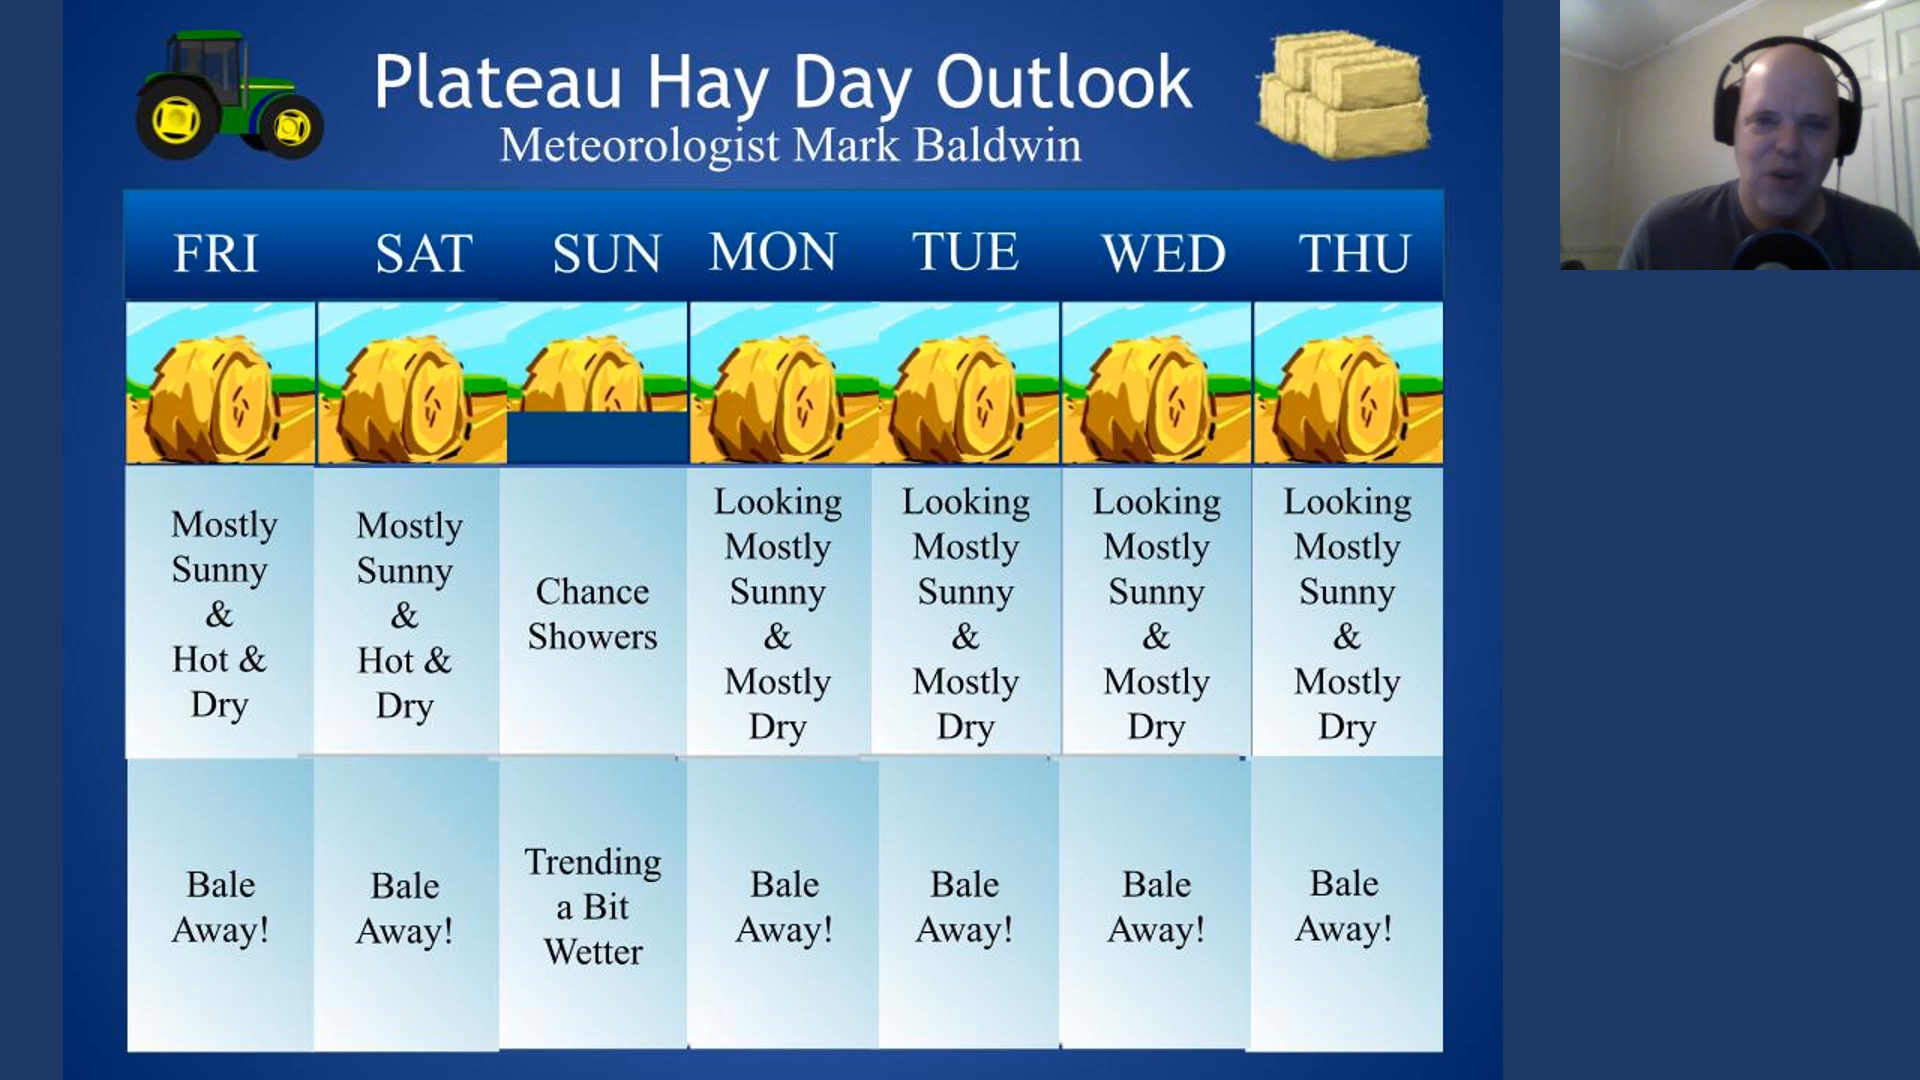 Plateau Hay Day Outlook
Meteorologist Mark Baldwin
FRI SAT SUN MON TUE WED THU
Mostly
Sunny
&
Hot &
Dry
Mostly
Sunny
&
Hot &
Dry
Chance
Showers
Looking
Mostly
Sunny
&
Mostly
Dry
Looking
Mostly
Sunny
&
Mostly
Dry
Looking
Mostly
Sunny
&
Mostly
Dry
Looking
Mostly
Sunny
&
Mostly
Dry
Bale
Away!
Bale
Away!
Trending
a Bit
Wetter
Bale
Away!
Bale
Away!
Bale
Away!
Bale
Away!